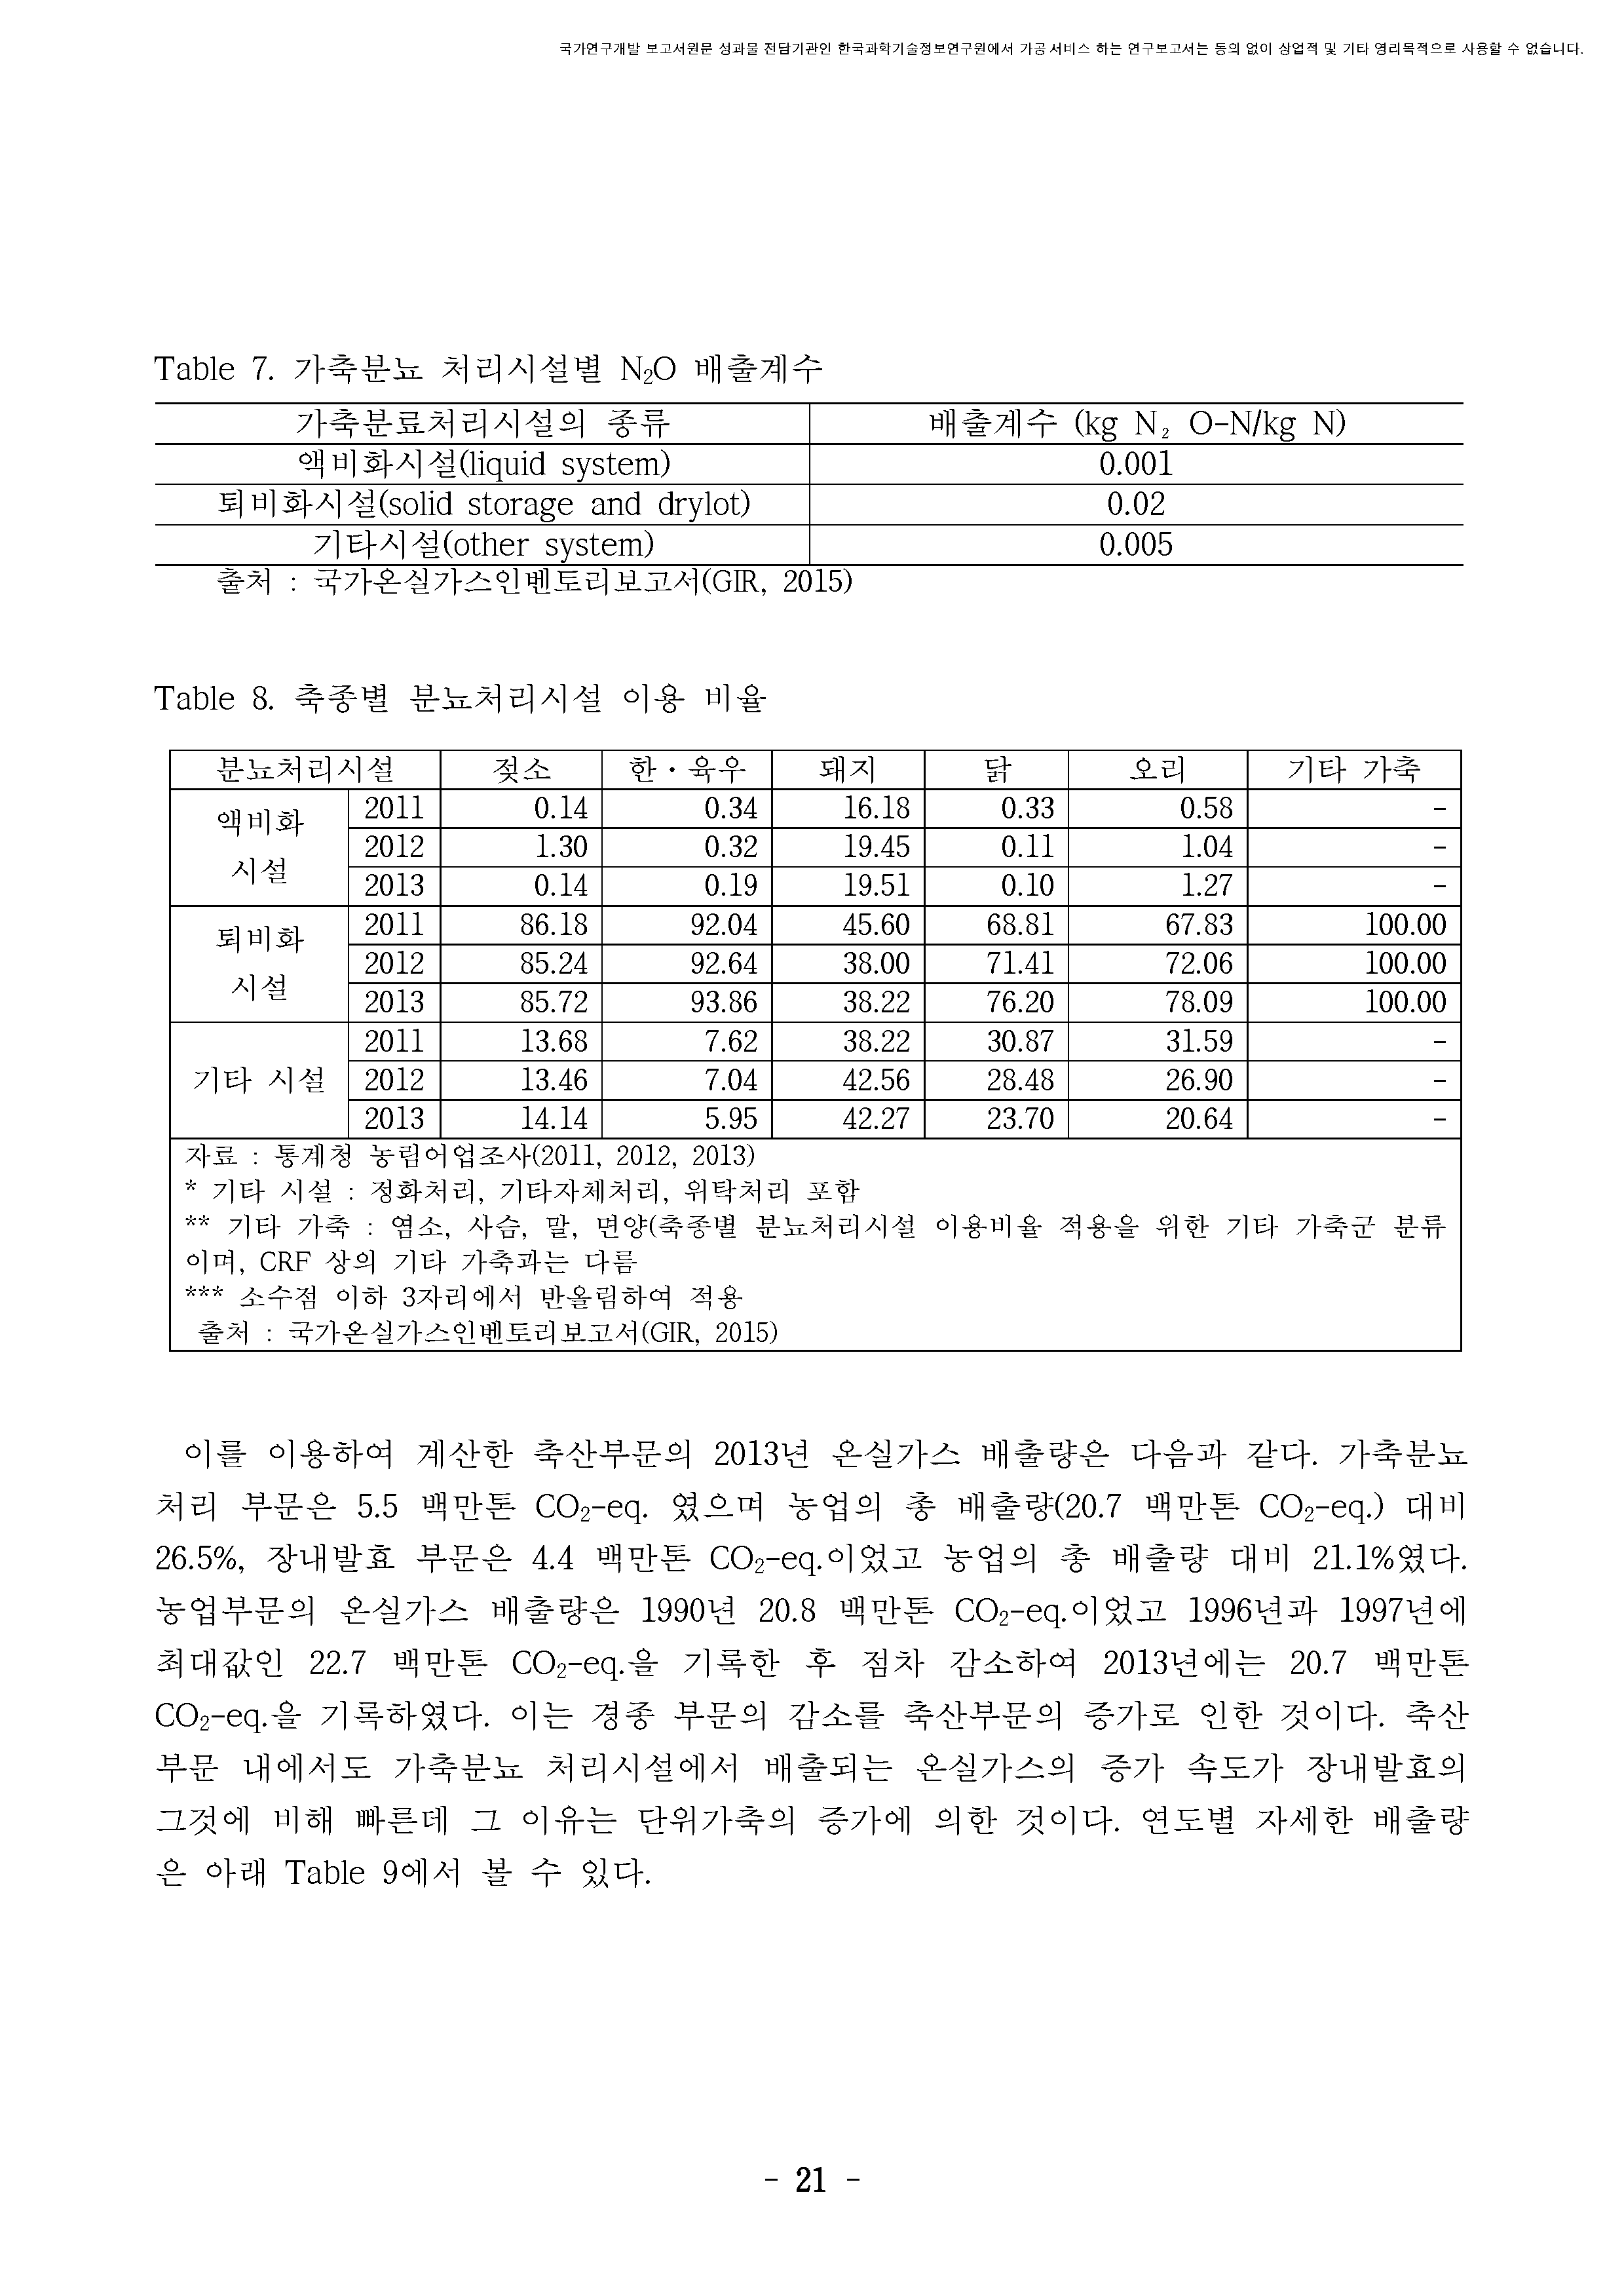 국가연구개발 보고서원문 성과물 전담기관인 한국과학기술정보연구원에서 가공·서비스 하는 연구보고서는 동의 없이 상업적 및 기타 영리목적으로 사용할 수 없습니다.
Table 7. 가축분뇨 처리시설별 N₂O 배출계수
가축분료처리시설의 종류 배출계수 (kg N₂ O-N/kg N)
액비화시설(liquid system) 0.001
퇴비화시설(solid storage and drylot) 0.02
기타시설(other system) 0.005
출처 : 국가온실가스인벤토리보고서(GIR, 2015)
Table 8. 축종별 분뇨처리시설 이용 비율
분뇨처리시설 젖소 한·육우 돼지 닭 오리 기타 가축
액비화 시설 2011 0.14 0.34 16.18 0.33 0.58 -
2012 1.30 0.32 19.45 0.11 1.04 -
2013 0.14 0.19 19.51 0.10 1.27 -
퇴비화 시설 2011 86.18 92.04 45.60 68.81 67.83 100.00
2012 85.24 92.64 38.00 71.41 72.06 100.00
2013 85.72 93.86 38.22 76.20 78.09 100.00
기타 시설 2011 13.68 7.62 38.22 30.87 31.59 -
2012 13.46 7.04 42.56 28.48 26.90 -
2013 14.14 5.95 42.27 23.70 20.64 -
자료 : 통계청 농림어업조사(2011, 2012, 2013)
* 기타 시설 : 정화처리, 기타자체처리, 위탁처리 포함
** 기타 가축 : 염소, 사슴, 말, 면양(축종별 분뇨처리시설 이용비율 적용을 위한 기타 가축군 분류
이며, CRF 상의 기타 가축과는 다름
*** 소수점 이하 3자리에서 반올림하여 적용
출처 : 국가온실가스인벤토리보고서(GIR, 2015)
이를 이용하여 계산한 축산부문의 2013년 온실가스 배출량은 다음과 같다. 가축분뇨
처리 부문은 5.5 백만톤 CO₂-eq. 였으며 농업의 총 배출량(20.7 백만톤 CO₂-eq.) 대비
26.5%, 장내발효 부문은 4.4 백만톤 CO₂-eq.이었고 농업의 총 배출량 대비 21.1%였다.
농업부문의 온실가스 배출량은 1990년 20.8 백만톤 CO₂-eq.이었고 1996년과 1997년에
최대값인 22.7 백만톤 CO₂-eq.을 기록한 후 점차 감소하여 2013년에는 20.7 백만톤
CO₂-eq.을 기록하였다. 이는 경종 부문의 감소를 축산부문의 증가로 인한 것이다. 축산
부문 내에서도 가축분뇨 처리시설에서 배출되는 온실가스의 증가 속도가 장내발효의
그것에 비해 빠른데 그 이유는 단위가축의 증가에 의한 것이다. 연도별 자세한 배출량
은 아래 Table 9에서 볼 수 있다.
- 21 -